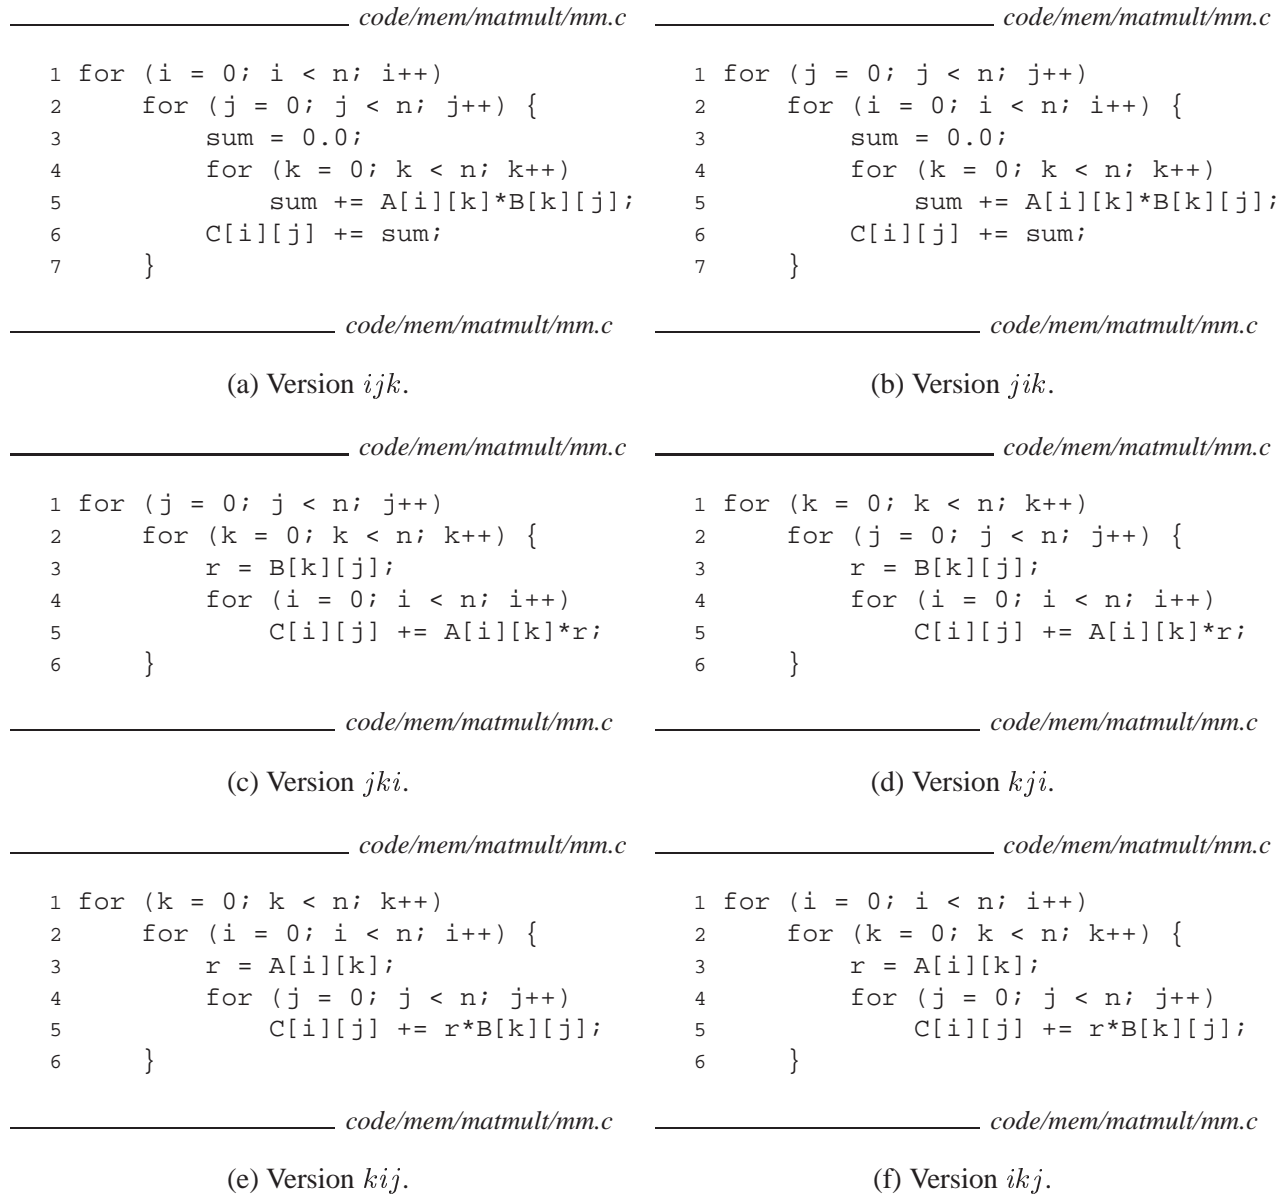 code/mem/matmult/mm.c
1 for (i = 0; i < n; i++)
2     for (j = 0; j < n; j++) {
3         sum = 0.0;
4         for (k = 0; k < n; k++)
5             sum += A[i][k]*B[k][j];
6         C[i][j] += sum;
7     }
code/mem/matmult/mm.c
(a) Version ijk.
code/mem/matmult/mm.c
1 for (j = 0; j < n; j++)
2     for (i = 0; i < n; i++) {
3         sum = 0.0;
4         for (k = 0; k < n; k++)
5             sum += A[i][k]*B[k][j];
6         C[i][j] += sum;
7     }
code/mem/matmult/mm.c
(b) Version jik.
code/mem/matmult/mm.c
1 for (j = 0; j < n; j++)
2     for (k = 0; k < n; k++) {
3         r = B[k][j];
4         for (i = 0; i < n; i++)
5             C[i][j] += A[i][k]*r;
6     }
code/mem/matmult/mm.c
(c) Version jki.
code/mem/matmult/mm.c
1 for (k = 0; k < n; k++)
2     for (j = 0; j < n; j++) {
3         r = B[k][j];
4         for (i = 0; i < n; i++)
5             C[i][j] += A[i][k]*r;
6     }
code/mem/matmult/mm.c
(d) Version kji.
code/mem/matmult/mm.c
1 for (k = 0; k < n; k++)
2     for (i = 0; i < n; i++) {
3         r = A[i][k];
4         for (j = 0; j < n; j++)
5             C[i][j] += r*B[k][j];
6     }
code/mem/matmult/mm.c
(e) Version kij.
code/mem/matmult/mm.c
1 for (i = 0; i < n; i++)
2     for (k = 0; k < n; k++) {
3         r = A[i][k];
4         for (j = 0; j < n; j++)
5             C[i][j] += r*B[k][j];
6     }
code/mem/matmult/mm.c
(f) Version ikj.